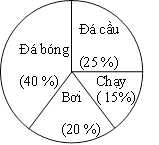 Đá cầu
(25 %)
Đá bóng
(40 %)
Chạy
( 15%)
Bơi
(20 %)